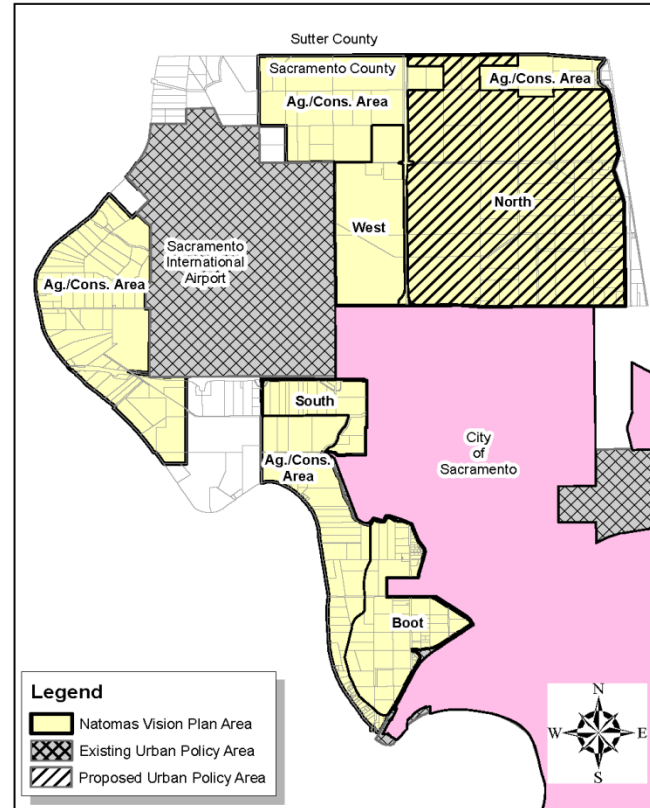 Sutter County
Sacramento County
Ag./Cons. Area
Ag./Cons. Area
West
North
Sacramento
International
Airport
Ag./Cons. Area
South
Ag./Cons.
Area
City
of
Sacramento
Boot
Legend
Natomas Vision Plan Area
Existing Urban Policy Area
Proposed Urban Policy Area
N
W
E
S